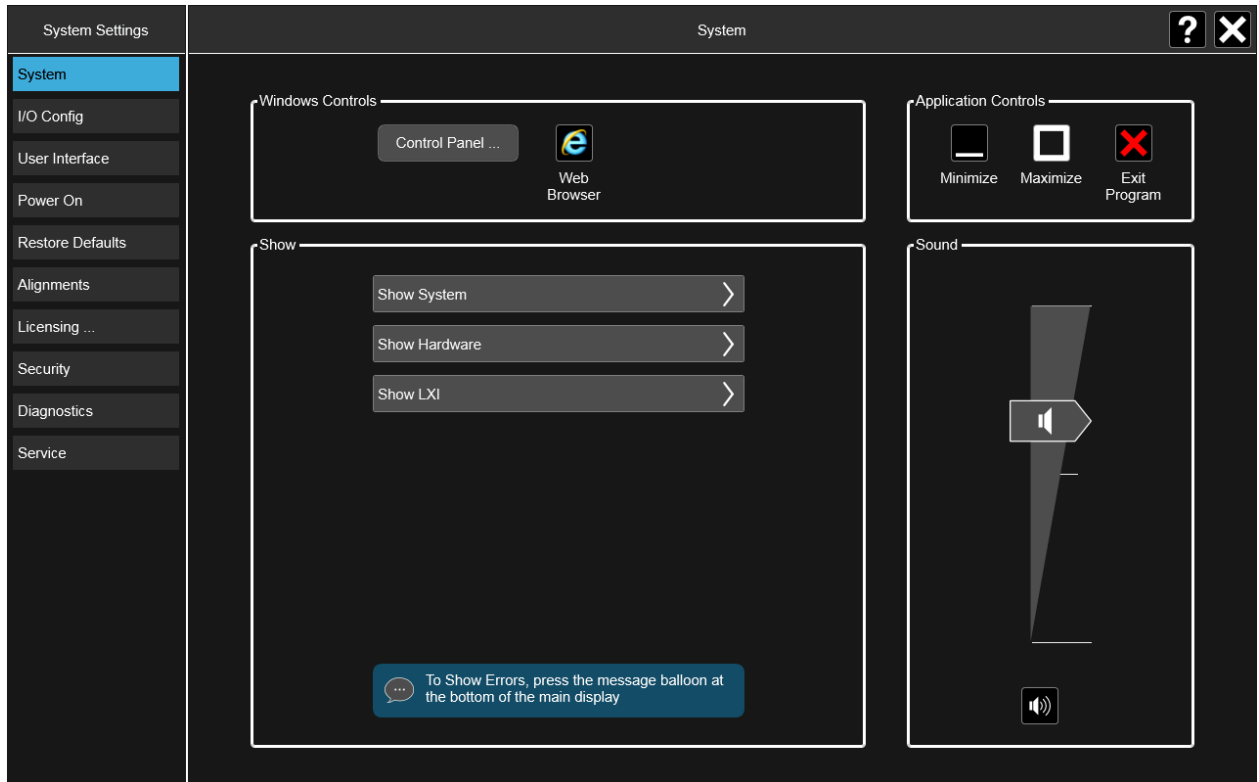 System Settings
System
?
System
I/O Config
User Interface
Power On
Restore Defaults
Alignments
Licensing ...
Security
Diagnostics
Service
Windows Controls
Control Panel ...
Web
Browser
Application Controls
Minimize
Maximize
Exit
Program
Show
Show System
Show Hardware
Show LXI
To Show Errors, press the message balloon at
the bottom of the main display
Sound